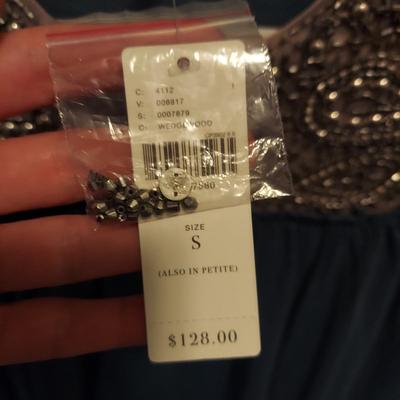 C: 4112
V: 006817
S: 0007879
C: WEDGEWOOD
SIZE
S
(ALSO IN PETITE)
$128.00